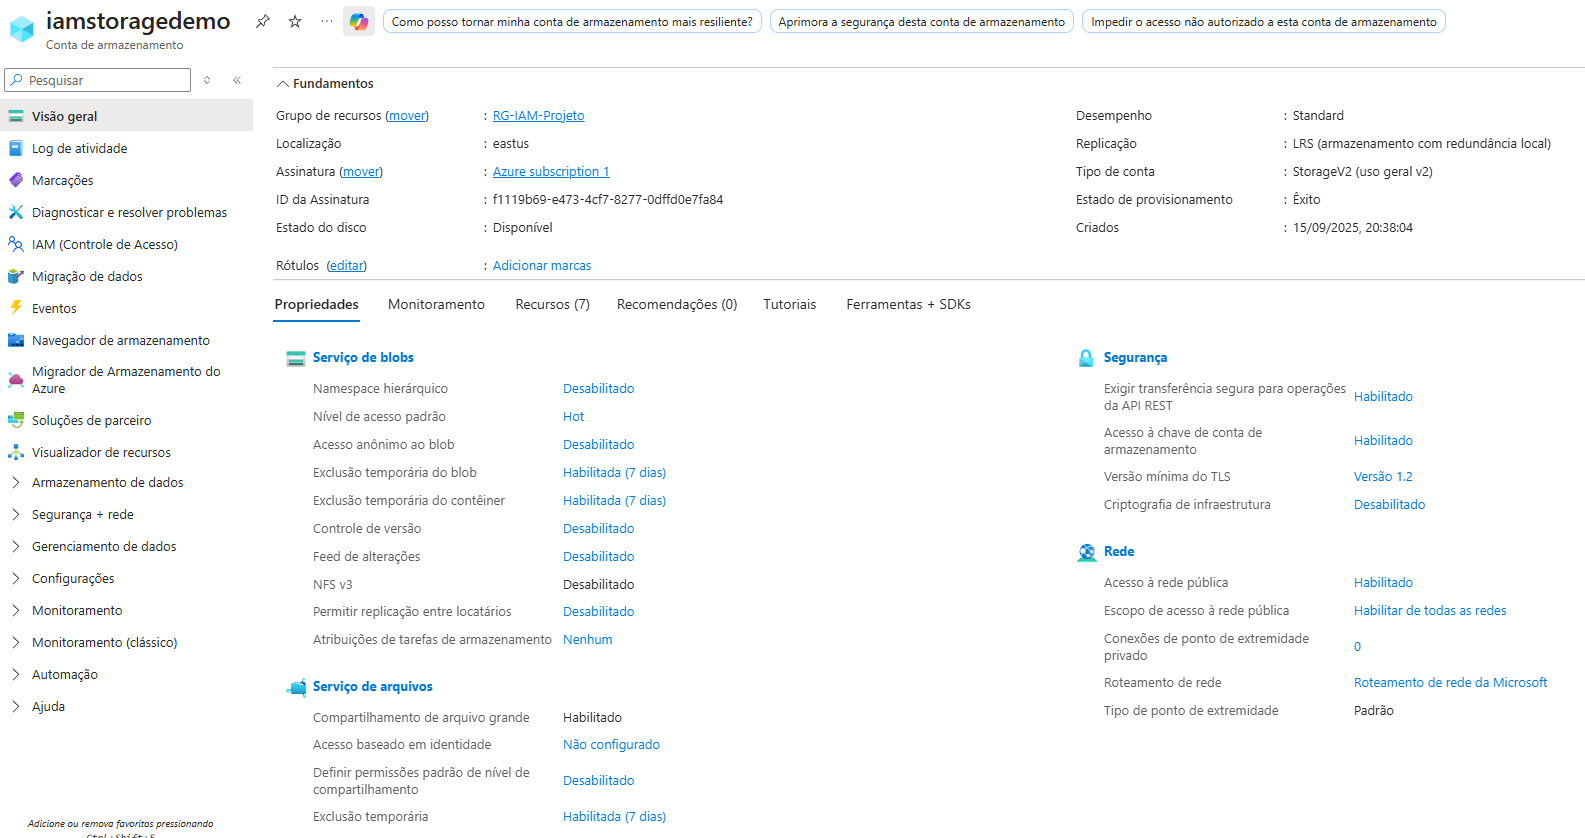 iamstoragedemo
Conta de armazenamento
Como posso tornar minha conta de armazenamento mais resiliente?
Aprimora a segurança desta conta de armazenamento
Impedir o acesso não autorizado a esta conta de armazenamento
Pesquisar
Visão geral
Log de atividade
Marcações
Diagnosticar e resolver problemas
IAM (Controle de Acesso)
Migração de dados
Eventos
Navegador de armazenamento
Migrador de Armazenamento do
Azure
Soluções de parceiro
Visualizador de recursos
Armazenamento de dados
Segurança + rede
Gerenciamento de dados
Configurações
Monitoramento
Monitoramento (clássico)
Automação
Ajuda
Adicione ou remova favoritos pressionando
Ctrl+Shift+F
Fundamentos
Grupo de recursos (mover) : RG-IAM-Projeto
Localização : eastus
Assinatura (mover) : Azure subscription 1
ID da Assinatura : f1119b69-e473-4cf7-8277-0dffd0e7fa84
Estado do disco : Disponível
Rótulos (editar) : Adicionar marcas
Desempenho : Standard
Replicação : LRS (armazenamento com redundância local)
Tipo de conta : StorageV2 (uso geral v2)
Estado de provisionamento : Êxito
Criados : 15/09/2025, 20:38:04
Propriedades Monitoramento Recursos (7) Recomendações (0) Tutoriais Ferramentas + SDKs
Serviço de blobs
Namespace hierárquico Desabilitado
Nível de acesso padrão Hot
Acesso anônimo ao blob Desabilitado
Exclusão temporária do blob Habilitada (7 dias)
Exclusão temporária do contêiner Habilitada (7 dias)
Controle de versão Desabilitado
Feed de alterações Desabilitado
NFS v3 Desabilitado
Permitir replicação entre locatários Desabilitado
Atribuições de tarefas de armazenamento Nenhum
Serviço de arquivos
Compartilhamento de arquivo grande Habilitado
Acesso baseado em identidade Não configurado
Definir permissões padrão de nível de
compartilhamento Desabilitado
Exclusão temporária Habilitada (7 dias)
Segurança
Exigir transferência segura para operações
da API REST Habilitado
Acesso à chave de conta de
armazenamento Habilitado
Versão mínima do TLS Versão 1.2
Criptografia de infraestrutura Desabilitado
Rede
Acesso à rede pública Habilitado
Escopo de acesso à rede pública Habilitar de todas as redes
Conexões de ponto de extremidade
privado 0
Roteamento de rede Roteamento de rede da Microsoft
Tipo de ponto de extremidade Padrão